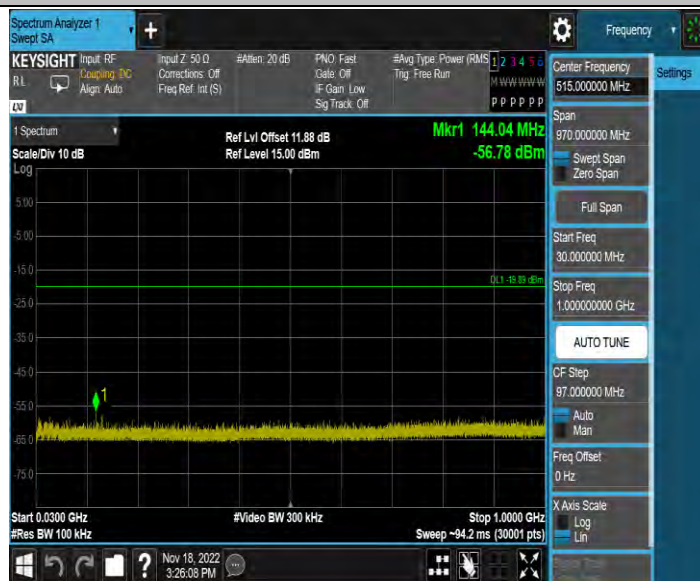 Spectrum Analyzer 1
Swept SA
+
Frequency
KEYSIGHT
RL
Input: RF
Coupling: DC
Align: Auto
Input Z: 50 Ω
Corrections: Off
Freq Ref: Int (S)
#Atten: 20 dB
PNO: Fast
Gate: Off
IF Gain: Low
Sig Track: Off
#Avg Type: Power (RMS
Trig: Free Run
1 2 3 4 5 6
M W W W W W
P P P P P P
LXI
1 Spectrum
Scale/Div 10 dB
Ref Lvl Offset 11.88 dB
Ref Level 15.00 dBm
Mkr1 144.04 MHz
-56.78 dBm
Log
5.00
-5.00
-15.0
DL1 -19.89 dBm
-25.0
-35.0
-45.0
1
-55.0
-65.0
-75.0
Start 0.0300 GHz
#Res BW 100 kHz
#Video BW 300 kHz
Stop 1.0000 GHz
Sweep ~94.2 ms (30001 pts)
?
Nov 18, 2022
3:26:08 PM
Center Frequency
515.000000 MHz
Settings
Span
970.000000 MHz
Swept Span
Zero Span
Full Span
Start Freq
30.000000 MHz
Stop Freq
1.000000000 GHz
AUTO TUNE
CF Step
97.000000 MHz
Auto
Man
Freq Offset
0 Hz
X Axis Scale
Log
Lin